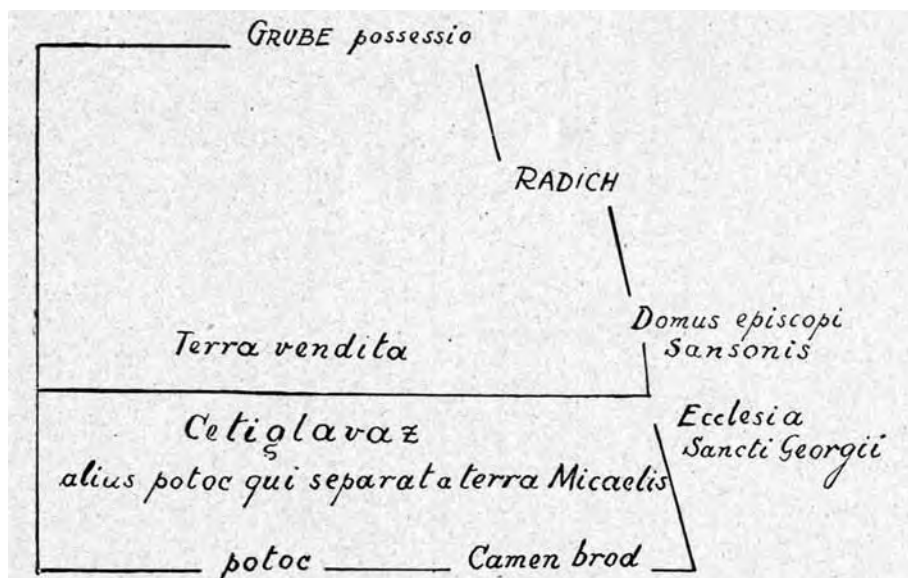 GRUBE possessio
RADICH
Domus episcopi
Sansonis
Terra vendita
Ecclesia
Sancti Georgii
Cetiglavaz
alius potoc qui separat a terra Micaelis
potoc Camen brod